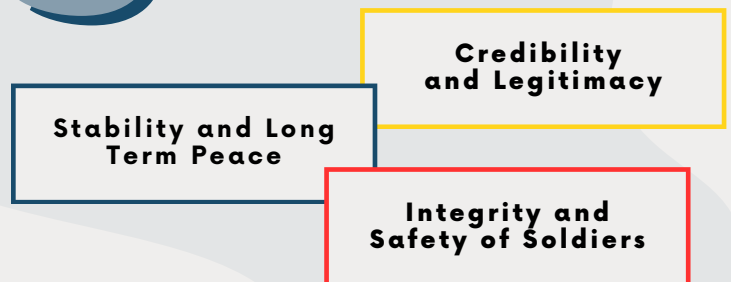 Credibility
and Legitimacy
Stability and Long
Term Peace
Integrity and
Safety of Soldiers